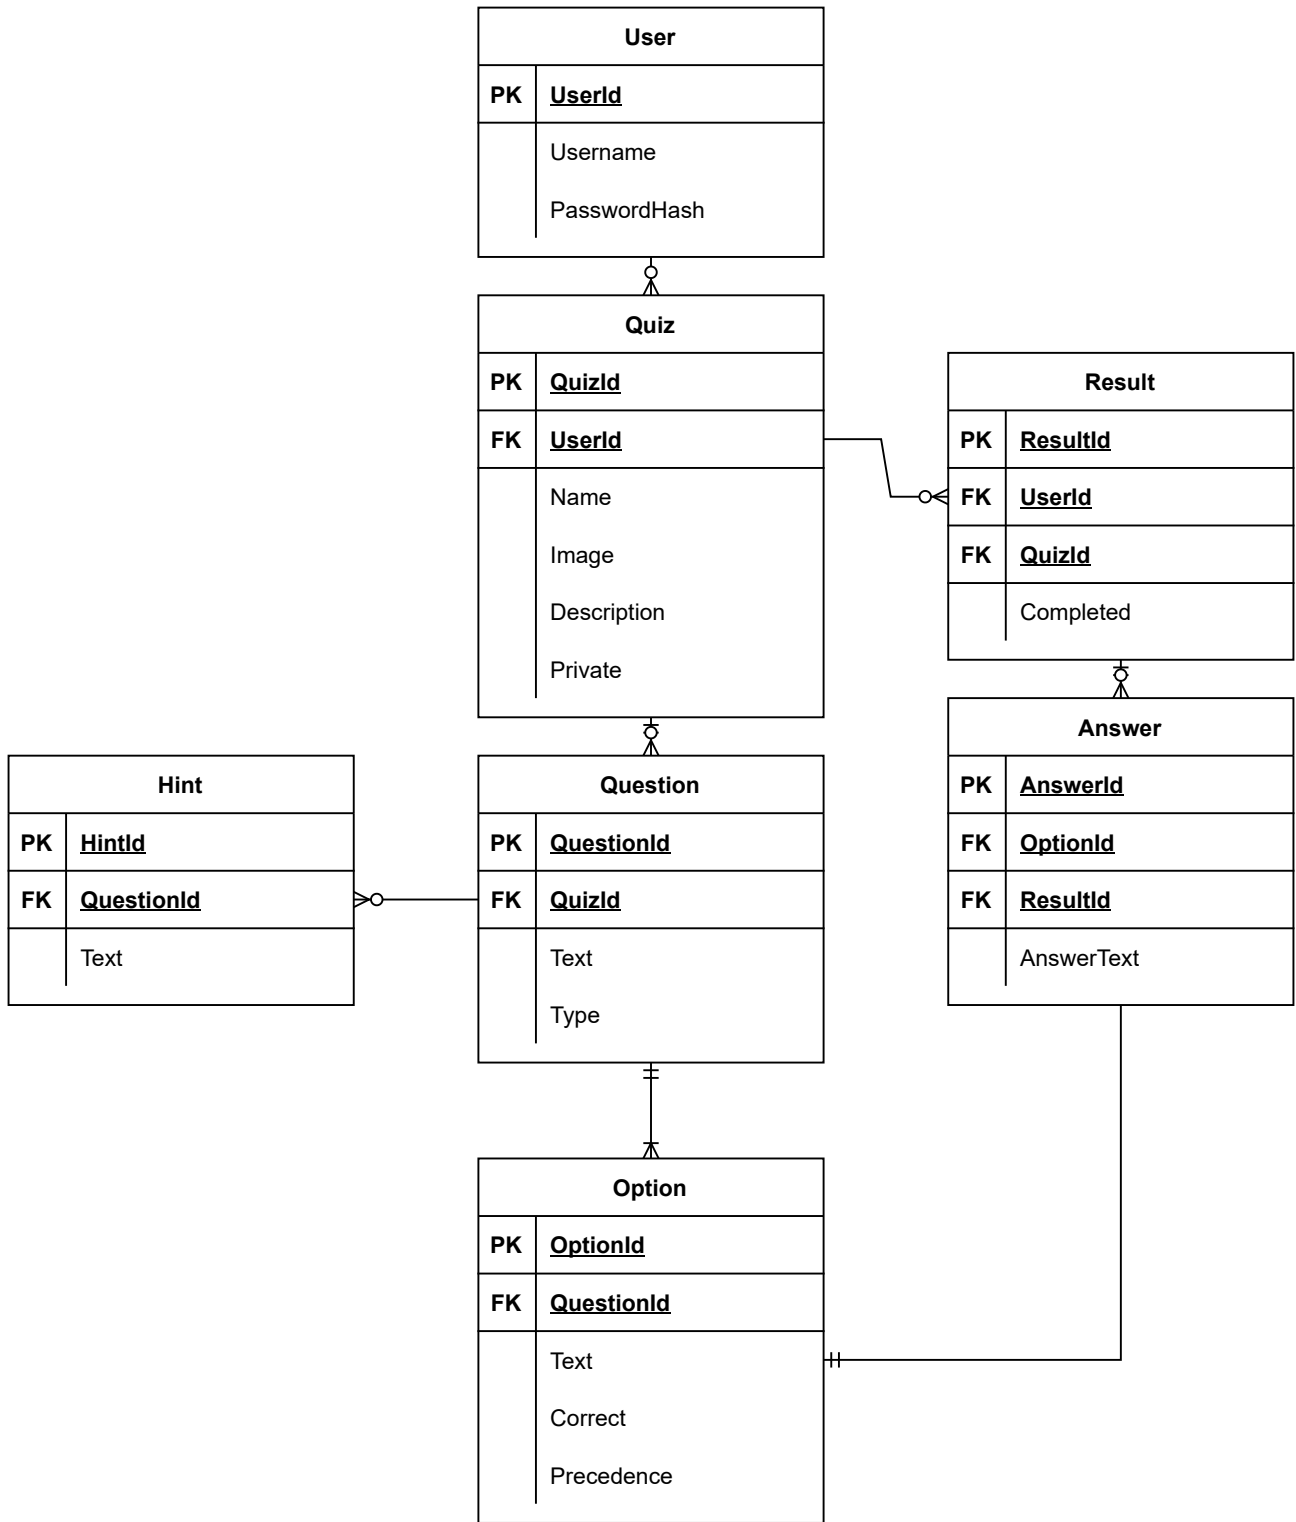 User
PK UserId
Username
PasswordHash
Quiz
PK QuizId
FK UserId
Name
Image
Description
Private
Result
PK ResultId
FK UserId
FK QuizId
Completed
Hint
PK HintId
FK QuestionId
Text
Question
PK QuestionId
FK QuizId
Text
Type
Answer
PK AnswerId
FK OptionId
FK ResultId
AnswerText
Option
PK OptionId
FK QuestionId
Text
Correct
Precedence